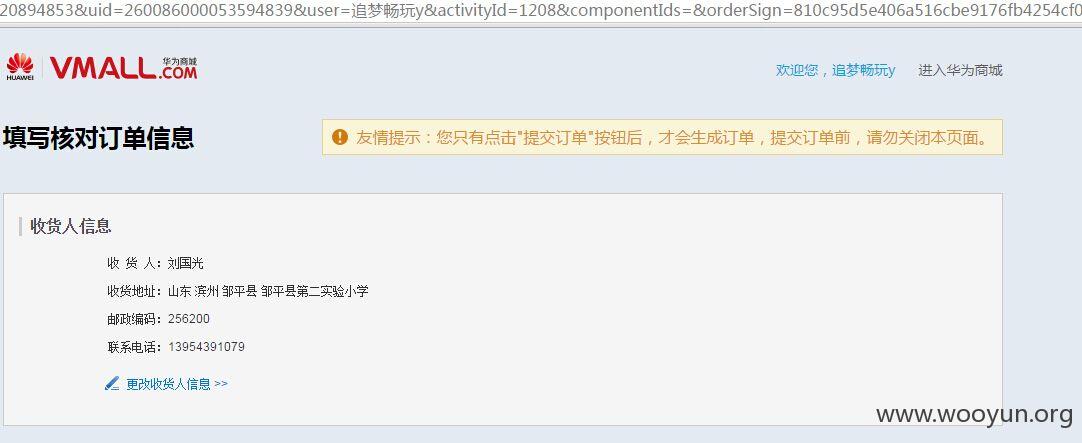 20894853&uid=260086000053594839&user=追梦畅玩y&activityId=1208&componentIds=&orderSign=810c95d5e406a516cbe9176fb4254cf0
HUAWEI VMALL.COM 华为商城
欢迎您，追梦畅玩y 进入华为商城
填写核对订单信息
友情提示：您只有点击"提交订单"按钮后，才会生成订单，提交订单前，请勿关闭本页面。
收货人信息
收 货 人：刘国光
收货地址：山东 滨州 邹平县 邹平县第二实验小学
邮政编码：256200
联系电话：13954391079
更改收货人信息 >>
www.wooyun.org